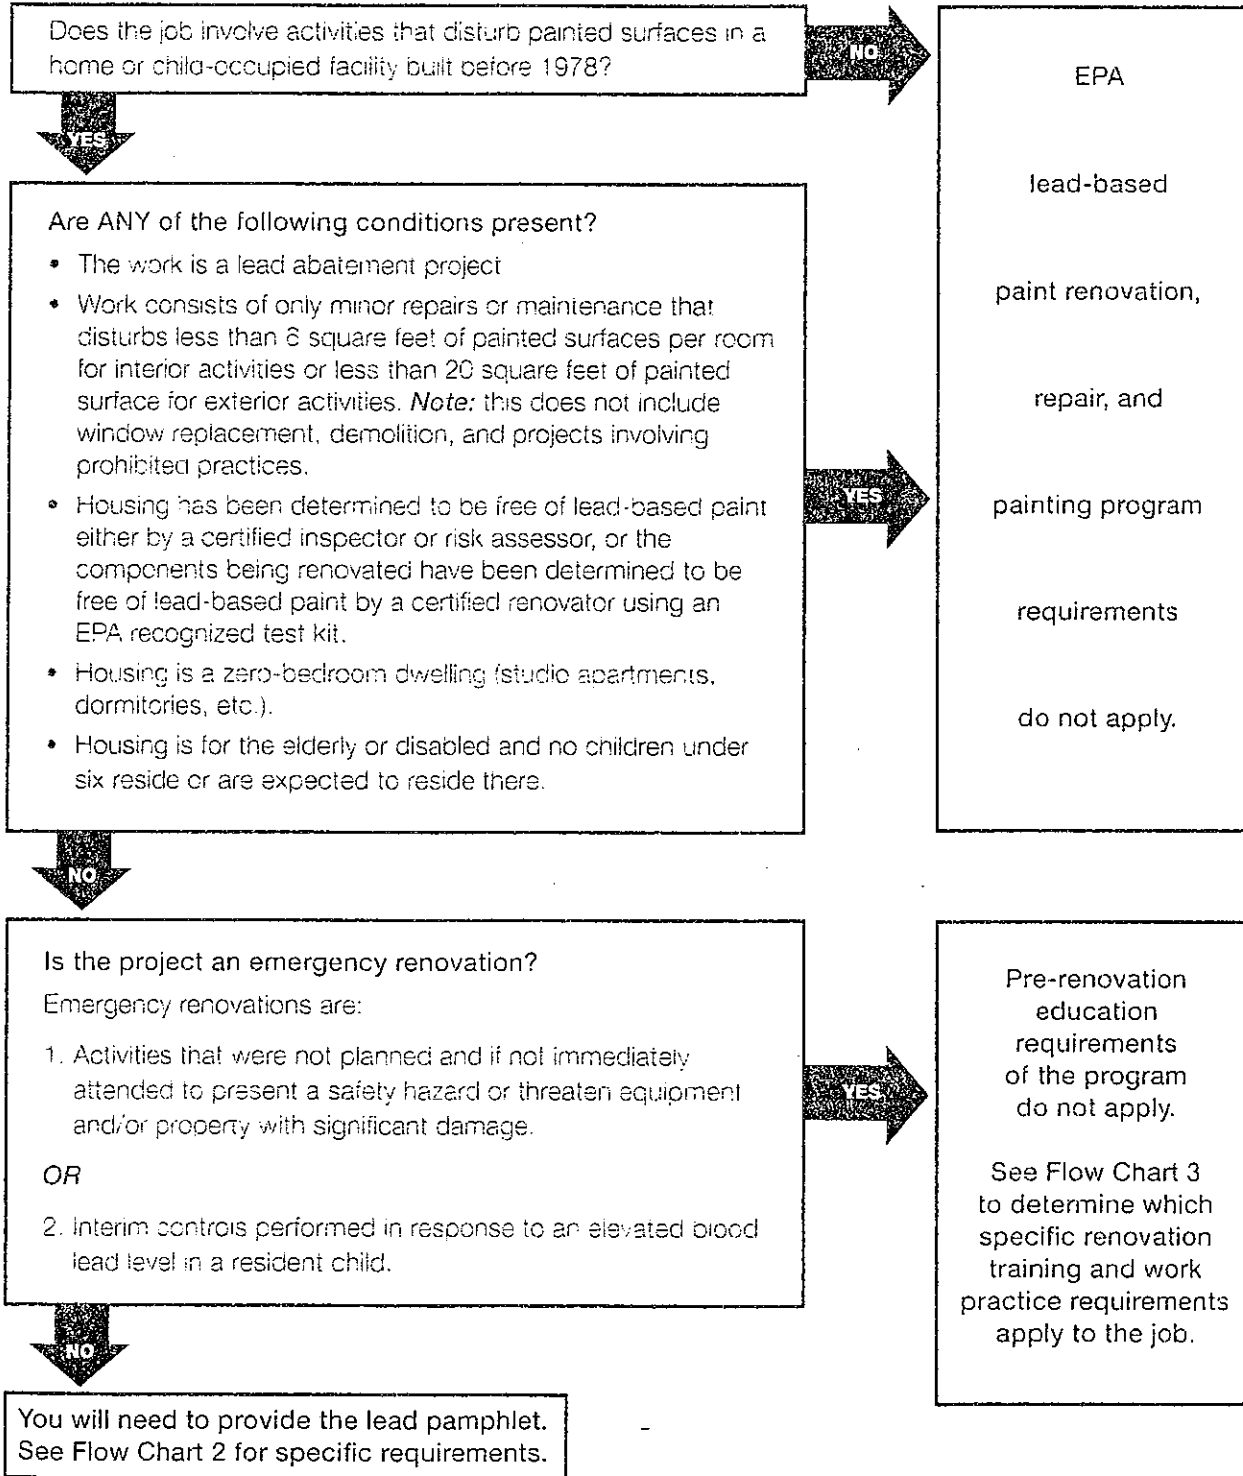 Does the job involve activities that disturb painted surfaces in a
home or child-occupied facility built before 1978?
NO
YES
Are ANY of the following conditions present?
• The work is a lead abatement project
• Work consists of only minor repairs or maintenance that
disturbs less than 6 square feet of painted surfaces per room
for interior activities or less than 20 square feet of painted
surface for exterior activities. Note: this does not include
window replacement, demolition, and projects involving
prohibited practices.
• Housing has been determined to be free of lead-based paint
either by a certified inspector or risk assessor, or the
components being renovated have been determined to be
free of lead-based paint by a certified renovator using an
EPA recognized test kit.
• Housing is a zero-bedroom dwelling (studio apartments,
dormitories, etc.).
• Housing is for the elderly or disabled and no children under
six reside or are expected to reside there.
YES
EPA
lead-based
paint renovation,
repair, and
painting program
requirements
do not apply.
NO
Is the project an emergency renovation?
Emergency renovations are:
1. Activities that were not planned and if not immediately
attended to present a safety hazard or threaten equipment
and/or property with significant damage.
OR
2. Interim controls performed in response to an elevated blood
lead level in a resident child.
YES
Pre-renovation
education
requirements
of the program
do not apply.
See Flow Chart 3
to determine which
specific renovation
training and work
practice requirements
apply to the job.
NO
You will need to provide the lead pamphlet.
See Flow Chart 2 for specific requirements.